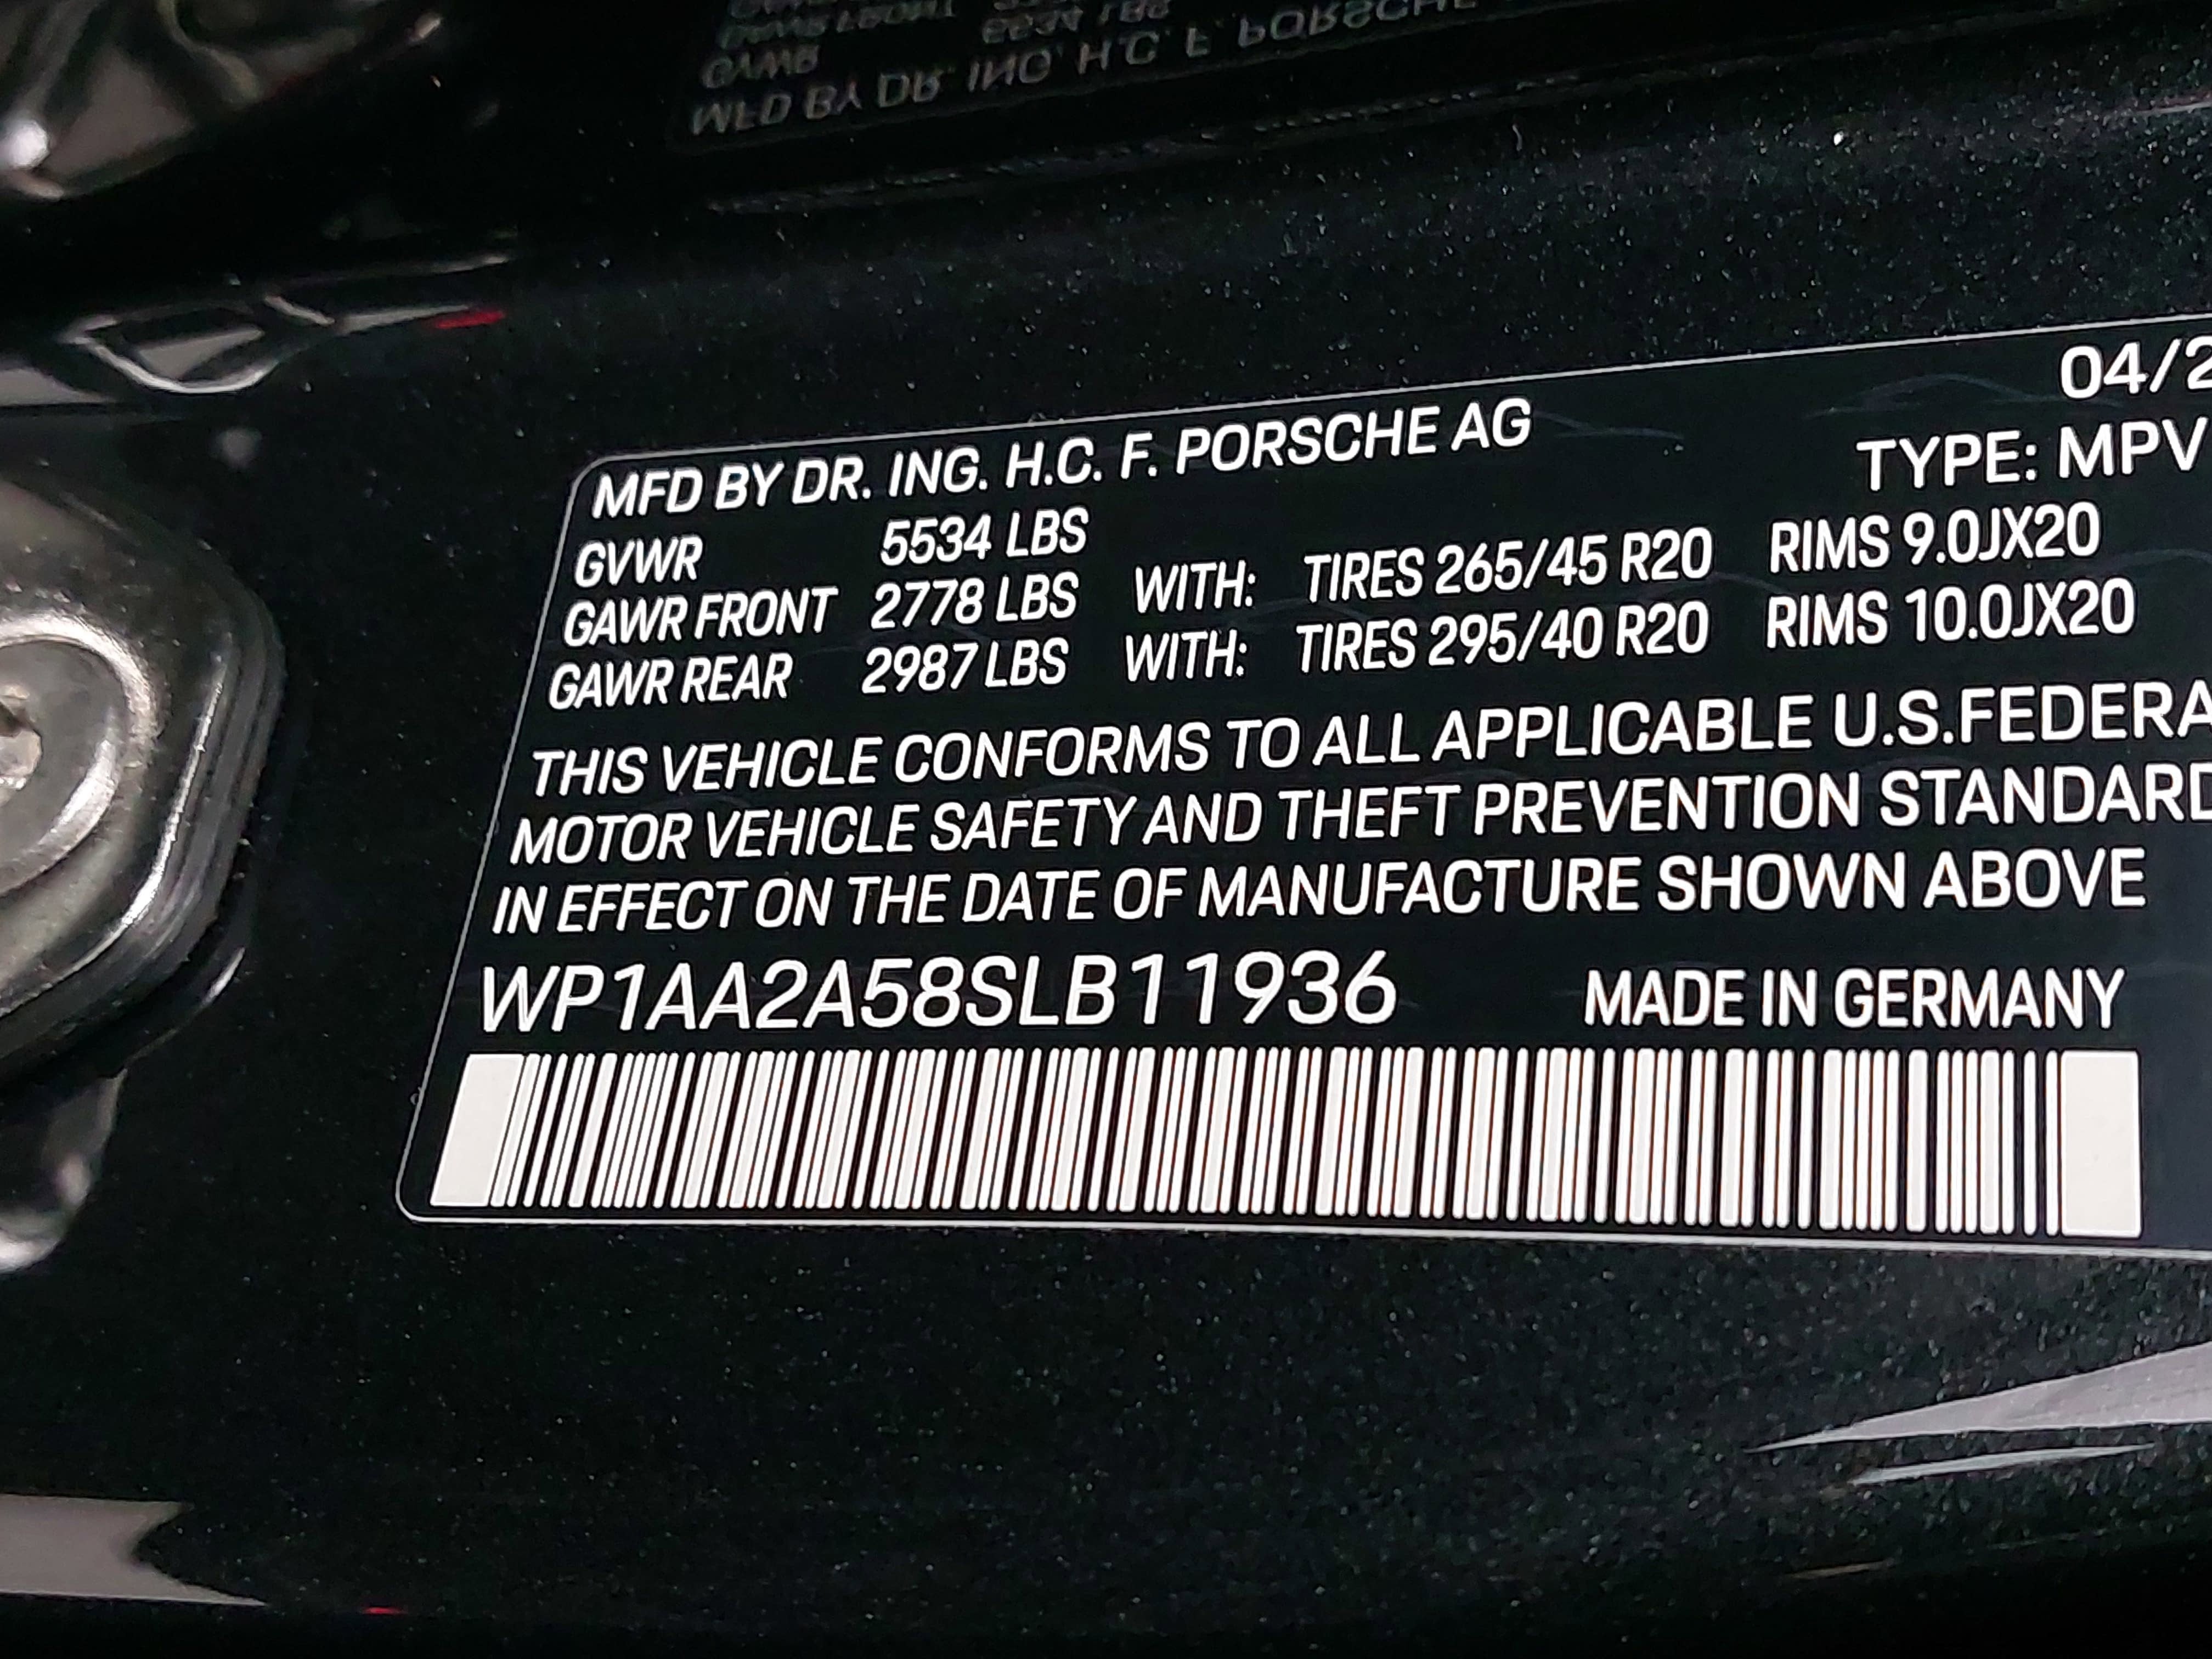 04/2
MFD BY DR. ING. H.C. F. PORSCHE AG
TYPE: MPV
GVWR 5534 LBS
GAWR FRONT 2778 LBS WITH: TIRES 265/45 R20 RIMS 9.0JX20
GAWR REAR 2987 LBS WITH: TIRES 295/40 R20 RIMS 10.0JX20
THIS VEHICLE CONFORMS TO ALL APPLICABLE U.S.FEDERA
MOTOR VEHICLE SAFETY AND THEFT PREVENTION STANDARD
IN EFFECT ON THE DATE OF MANUFACTURE SHOWN ABOVE
WP1AA2A58SLB11936 MADE IN GERMANY